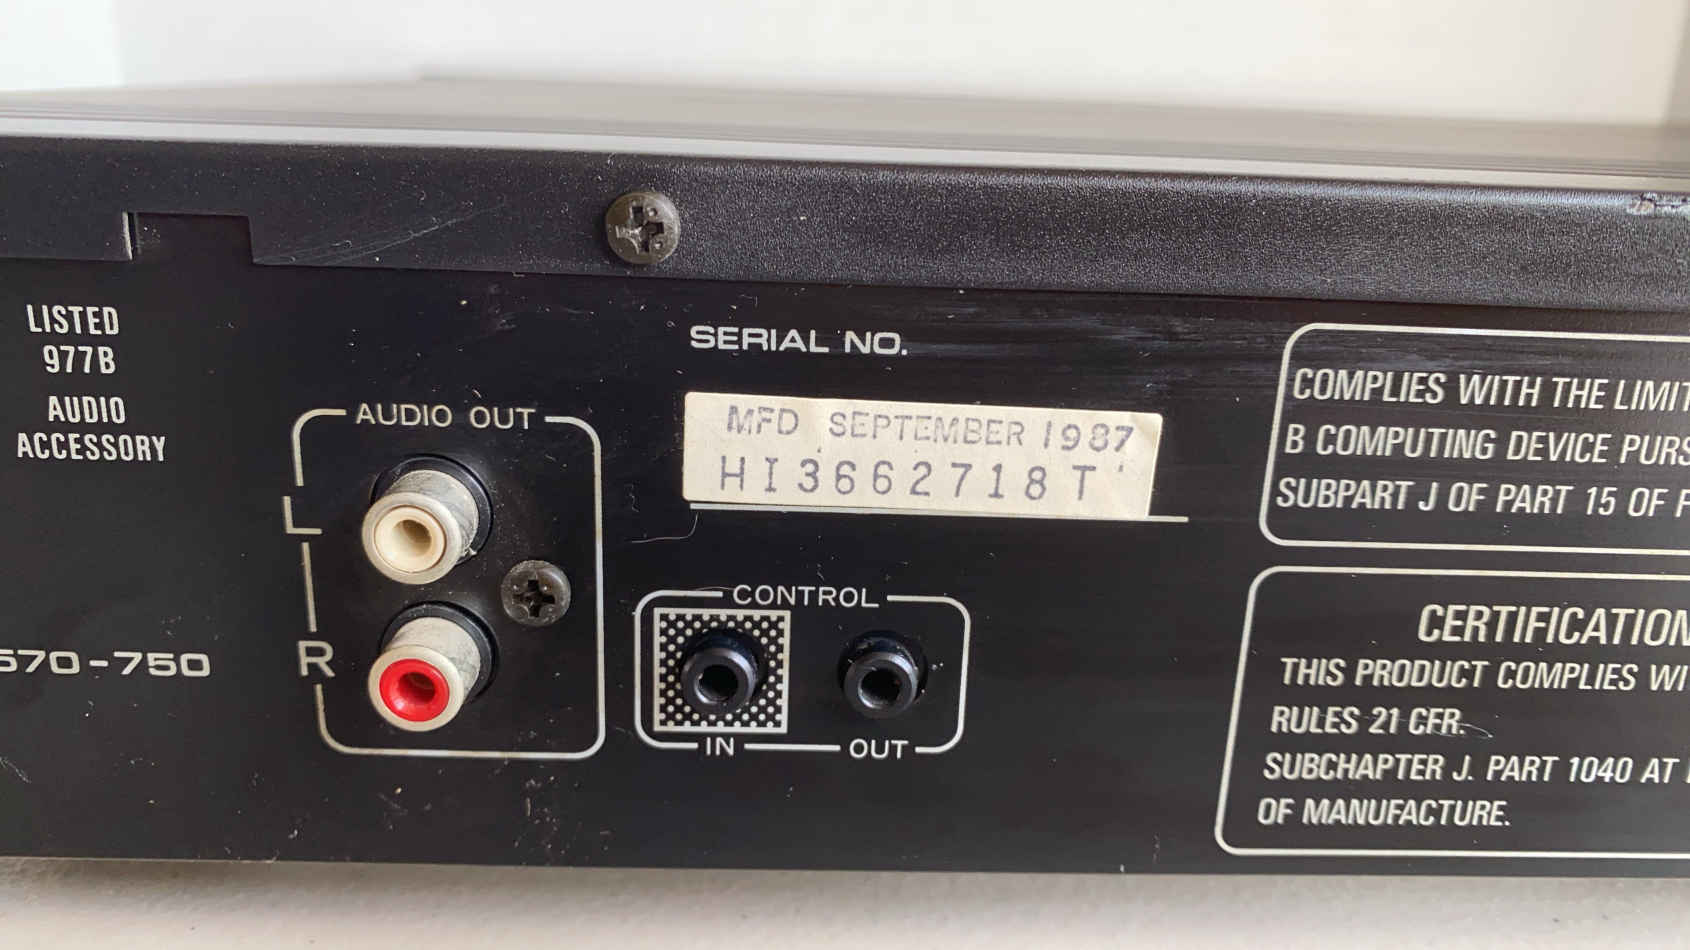 LISTED
977B
AUDIO
ACCESSORY
570-750
AUDIO OUT
L
R
SERIAL NO.
MFD SEPTEMBER 1987
HI3662718T
CONTROL
IN
OUT
COMPLIES WITH THE LIMIT
B COMPUTING DEVICE PURS
SUBPART J OF PART 15 OF F
CERTIFICATION
THIS PRODUCT COMPLIES WI
RULES 21 CFR.
SUBCHAPTER J. PART 1040 AT
OF MANUFACTURE.